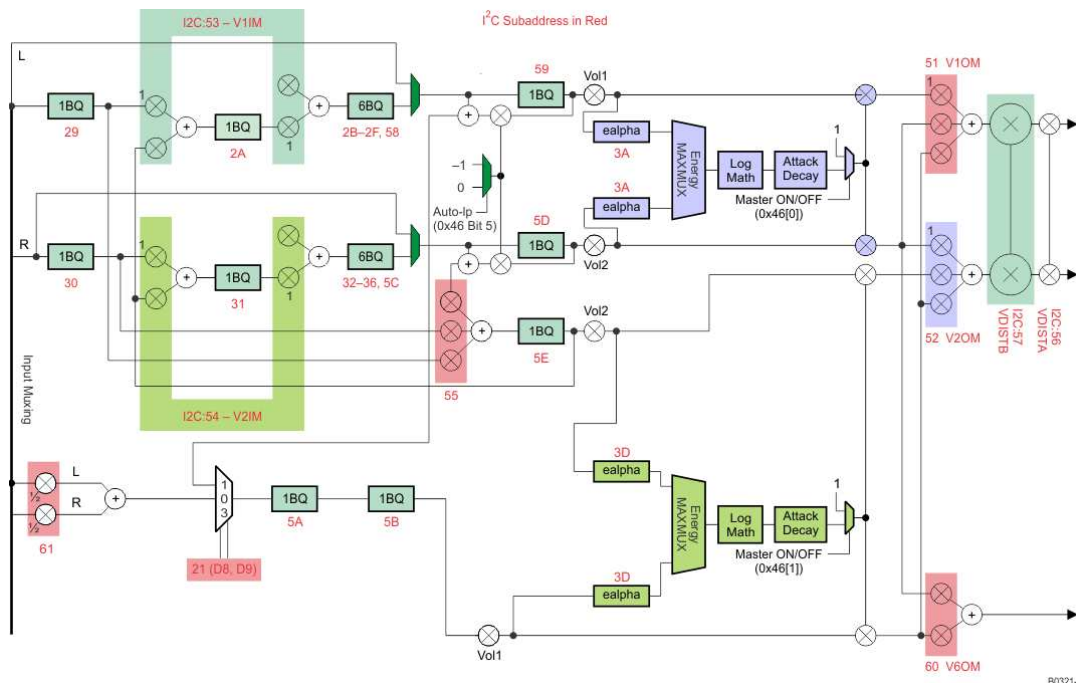 I2C:53 – V1IM
I²C Subaddress in Red
L
1
1BQ
29
1BQ
2A
1
6BQ
2B–2F, 58
59
1BQ
Vol1
51 V1OM
1
ealpha
3A
Energy
MAXMUX
Log
Math
Attack
Decay
1
Master ON/OFF
(0x46[0])
–1
0
Auto-lp
(0x46 Bit 5)
3A
ealpha
R
1
1BQ
30
1BQ
31
1
6BQ
32–36, 5C
5D
1BQ
Vol2
1
52 V2OM
I2C:57
VDISTB
I2C:56
VDISTA
55
1BQ
5E
Vol2
I2C:54 – V2IM
Input Muxing
L
½
R
½
61
1
0
3
21 (D8, D9)
1BQ
5A
1BQ
5B
3D
ealpha
Energy
MAXMUX
Log
Math
Attack
Decay
1
Master ON/OFF
(0x46[1])
3D
ealpha
Vol1
60 V6OM